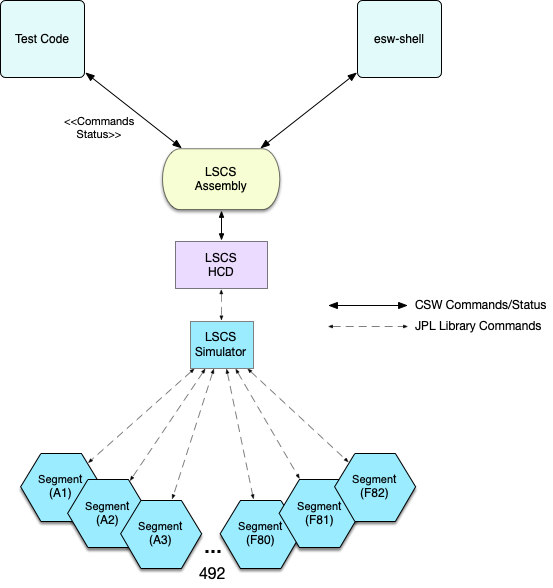 Test Code
esw-shell
<<Commands
Status>>
LSCS
Assembly
LSCS
HCD
CSW Commands/Status
JPL Library Commands
LSCS
Simulator
Segment
(A1)
Segment
(A2)
Segment
(A3)
Segment
(F80)
Segment
(F81)
Segment
(F82)
...
492